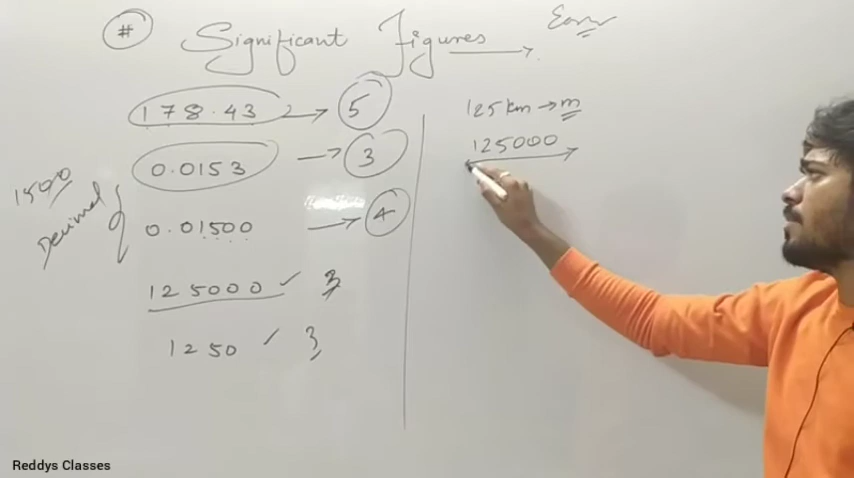 #
Significant Figures →
Easy
178.43 → 5
0.0153 → 3
1500
Decimal
0.01500 → 4
125000 ✓ 3
1250 ✓ 3
125 km → m
125000
Reddys Classes